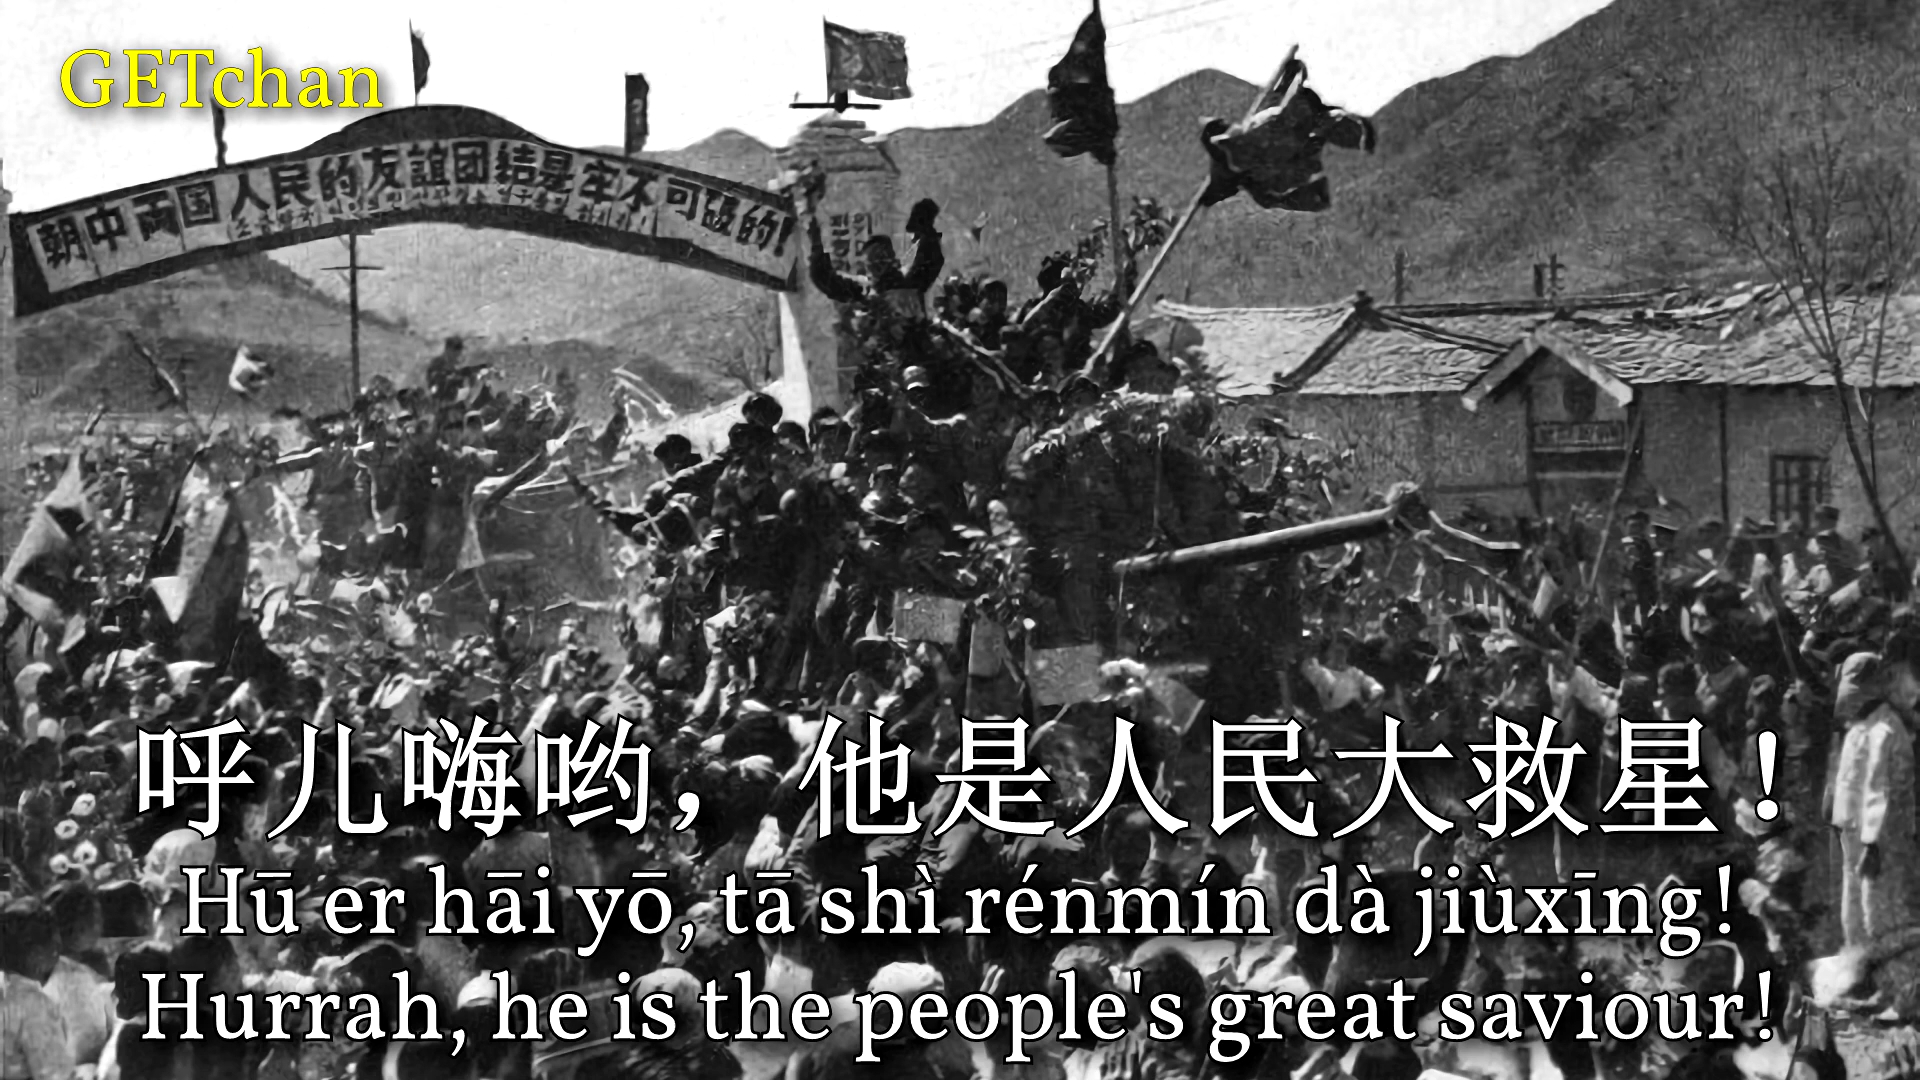 GETchan
朝中両国人民的友誼团结是牢不可破的!
呼儿嗨哟，他是人民大救星！
Hū er hāi yō, tā shì rénmín dà jiùxīng!
Hurrah, he is the people's great saviour!